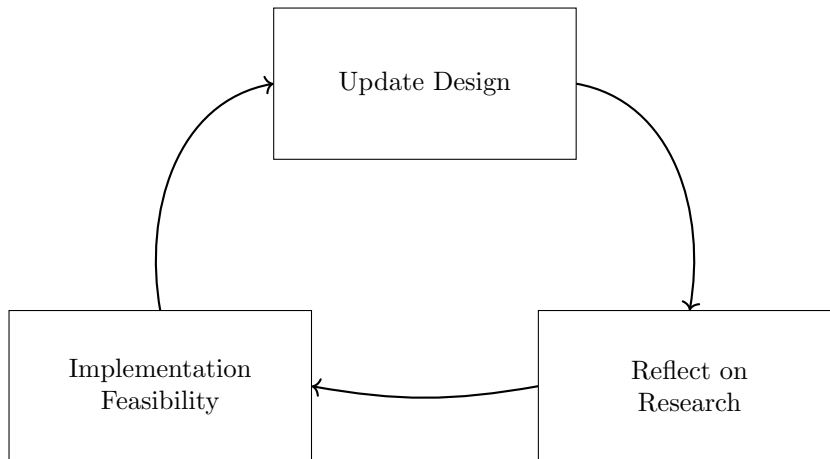 Update Design
Implementation
Feasibility
Reflect on
Research